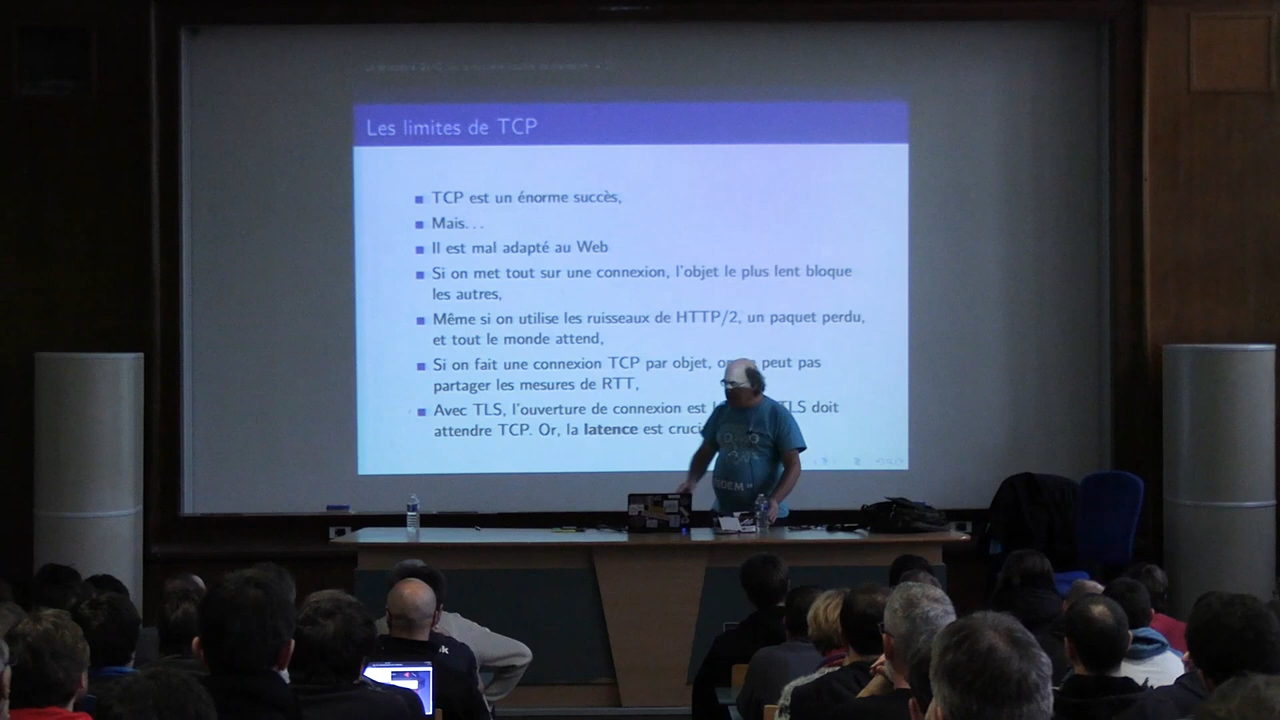 Les limites de TCP
TCP est un énorme succès,
Mais...
Il est mal adapté au Web
Si on met tout sur une connexion, l'objet le plus lent bloque
les autres,
Même si on utilise les ruisseaux de HTTP/2, un paquet perdu,
et tout le monde attend,
Si on fait une connexion TCP par objet, peut pas
partager les mesures de RTT,
Avec TLS, l'ouverture de connexion est TLS doit
attendre TCP. Or, la latence est